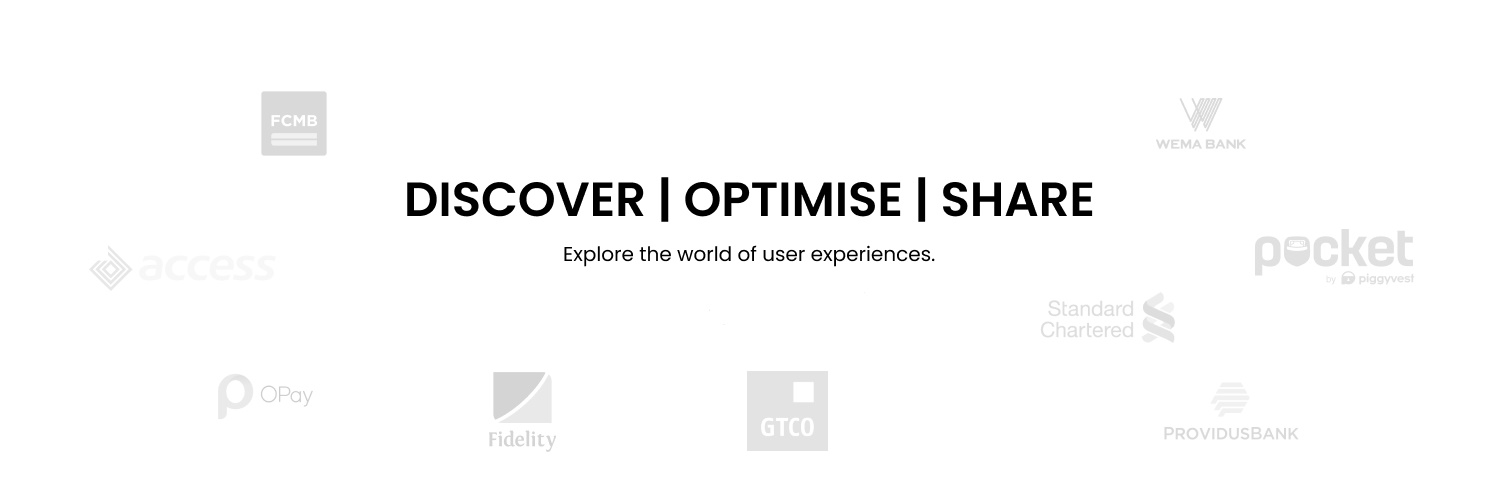 FCMB
WEMA BANK
DISCOVER | OPTIMISE | SHARE
Explore the world of user experiences.
access
pocket
by piggyvest
Standard
Chartered
OPay
Fidelity
GTCO
PROVIDUSBANK